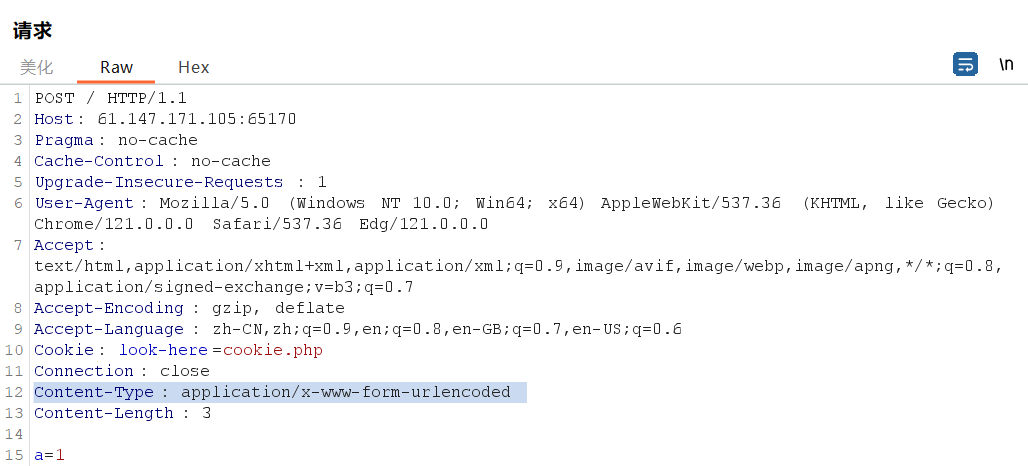 请求
美化 Raw Hex \n
1 POST / HTTP/1.1
2 Host: 61.147.171.105:65170
3 Pragma: no-cache
4 Cache-Control: no-cache
5 Upgrade-Insecure-Requests : 1
6 User-Agent: Mozilla/5.0 (Windows NT 10.0; Win64; x64) AppleWebKit/537.36 (KHTML, like Gecko)
Chrome/121.0.0.0 Safari/537.36 Edg/121.0.0.0
7 Accept:
text/html,application/xhtml+xml,application/xml;q=0.9,image/avif,image/webp,image/apng,*/*;q=0.8,
application/signed-exchange;v=b3;q=0.7
8 Accept-Encoding : gzip, deflate
9 Accept-Language : zh-CN,zh;q=0.9,en;q=0.8,en-GB;q=0.7,en-US;q=0.6
10 Cookie: look-here=cookie.php
11 Connection: close
12 Content-Type: application/x-www-form-urlencoded
13 Content-Length : 3
14
15 a=1